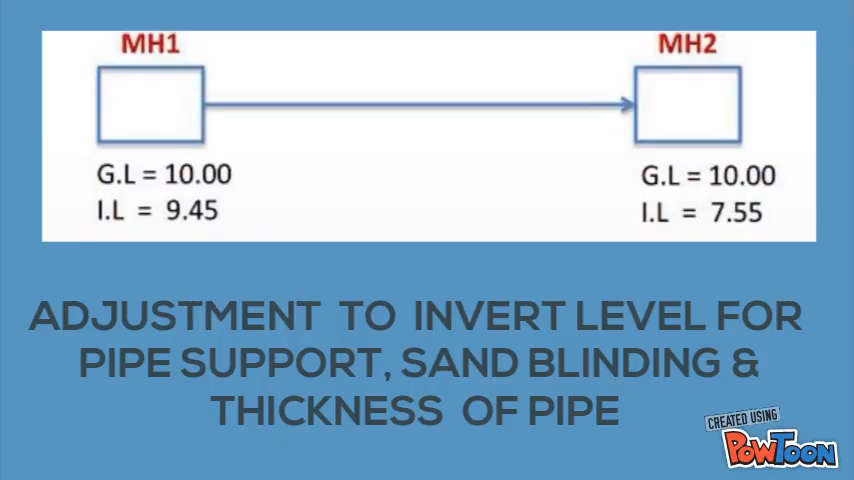 MH1 MH2
G.L = 10.00 G.L = 10.00
I.L = 9.45 I.L = 7.55
ADJUSTMENT TO INVERT LEVEL FOR
PIPE SUPPORT, SAND BLINDING &
THICKNESS OF PIPE
CREATED USING
POWTOON